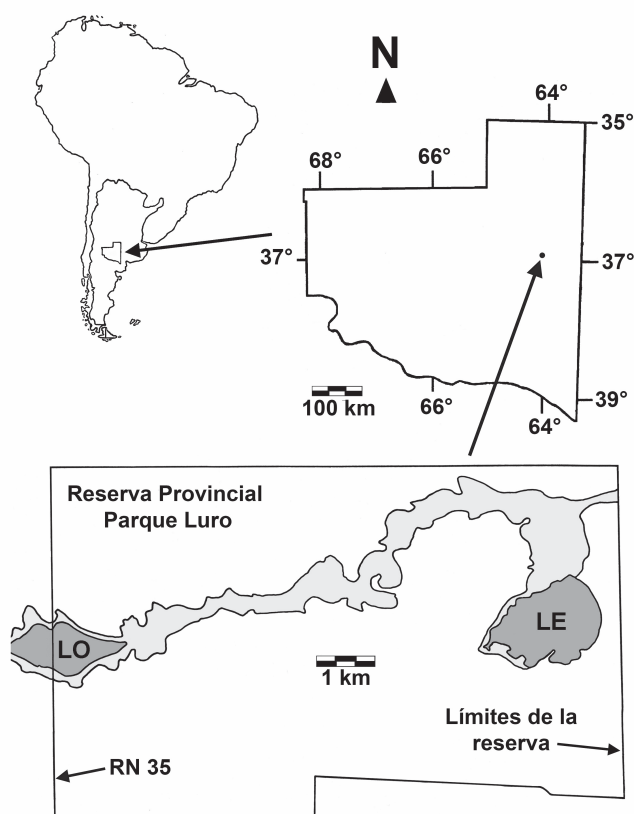 N
64°
35°
68°
66°
37°
37°
100 km
66°
64°
39°
Reserva Provincial
Parque Luro
LO
LE
1 km
Límites de la
reserva
RN 35